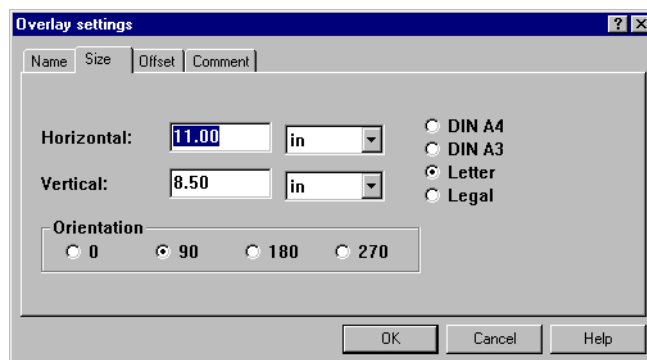 Overlay settings
Name Size Offset Comment
Horizontal: 11.00 in
Vertical: 8.50 in
DIN A4
DIN A3
Letter
Legal
Orientation
0 90 180 270
OK Cancel Help